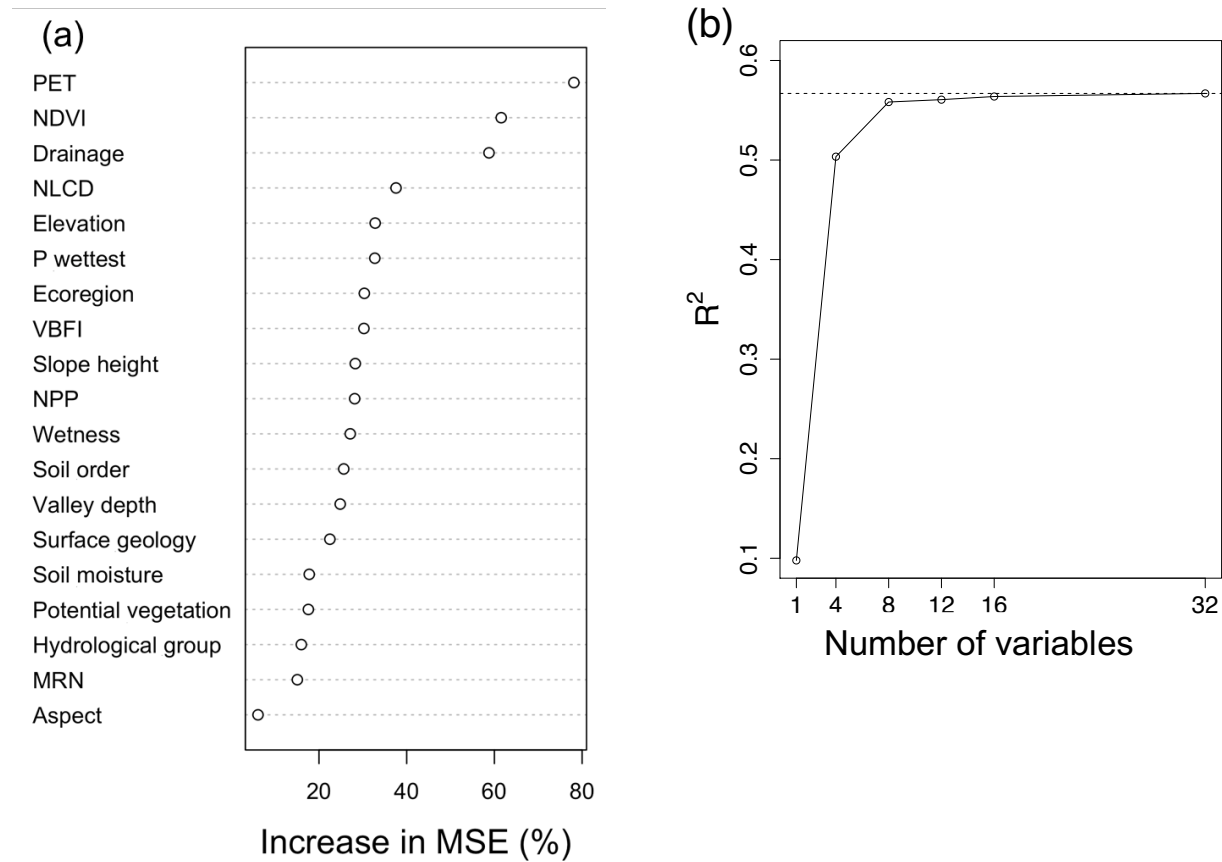 (a)
PET
NDVI
Drainage
NLCD
Elevation
P wettest
Ecoregion
VBFI
Slope height
NPP
Wetness
Soil order
Valley depth
Surface geology
Soil moisture
Potential vegetation
Hydrological group
MRN
Aspect
20 40 60 80
Increase in MSE (%)
(b)
0.6
0.5
0.4
0.3
0.2
0.1
R²
1 4 8 12 16 32
Number of variables